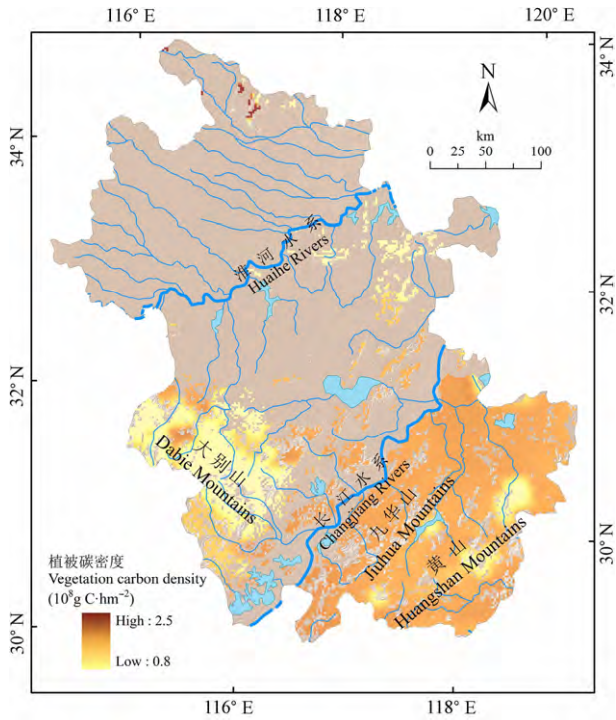 116° E
118° E
120° E
34° N
N
km
0 25 50 100
34° N
淮河水系
Huaihe Rivers
32° N
32° N
大别山
Dabie Mountains
长江水系
Changjiang Rivers
九华山
Jiuhua Mountains
黄山
Huangshan Mountains
30° N
植被碳密度
Vegetation carbon density
(10⁸g C·hm⁻²)
High : 2.5
Low : 0.8
30° N
116° E
118° E